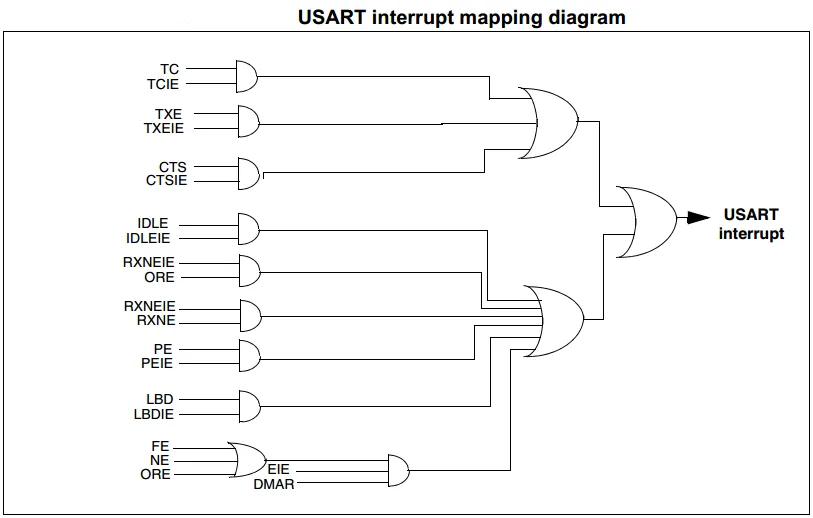 USART interrupt mapping diagram
TC
TCIE
TXE
TXEIE
CTS
CTSIE
IDLE
IDLEIE
RXNEIE
ORE
RXNEIE
RXNE
PE
PEIE
LBD
LBDIE
FE
NE
ORE
EIE
DMAR
USART
interrupt